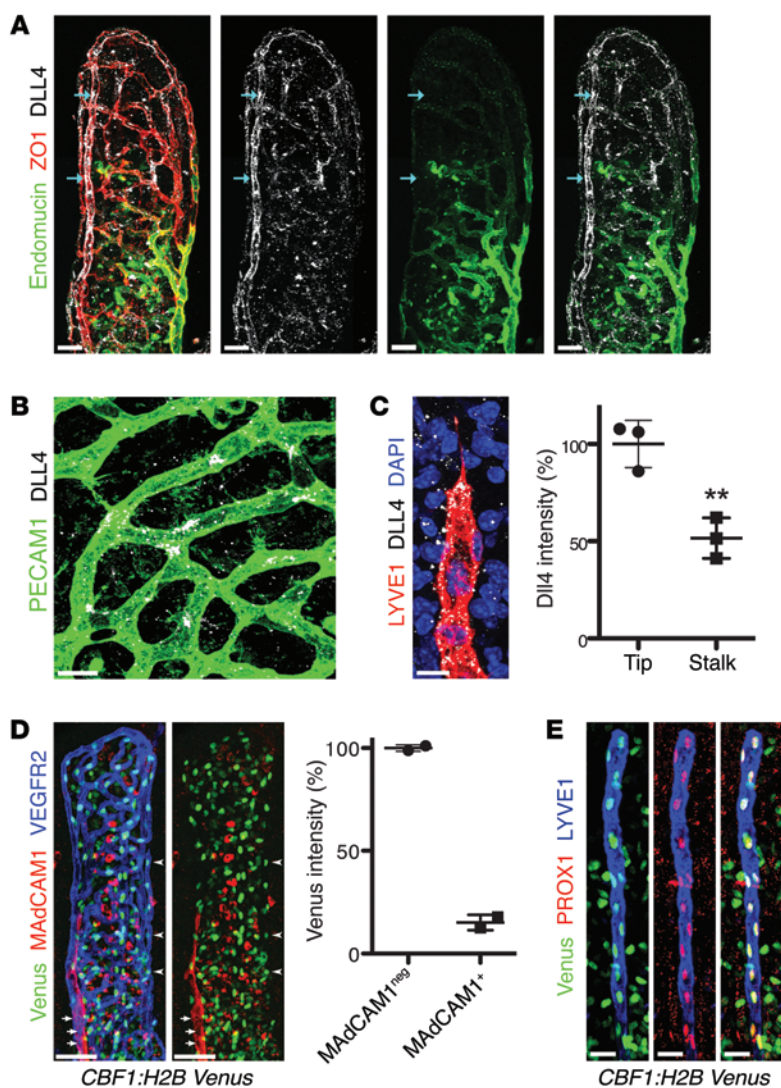 A
Endomucin ZO1 DLL4
B
PECAM1 DLL4
C
LYVE1 DLL4 DAPI
Dll4 intensity (%)
100
50
0
**
Tip Stalk
D
Venus MAdCAM1 VEGFR2
CBF1:H2B Venus
Venus intensity (%)
100
50
0
MAdCAM1neg
MAdCAM1+
E
Venus PROX1 LYVE1
CBF1:H2B Venus